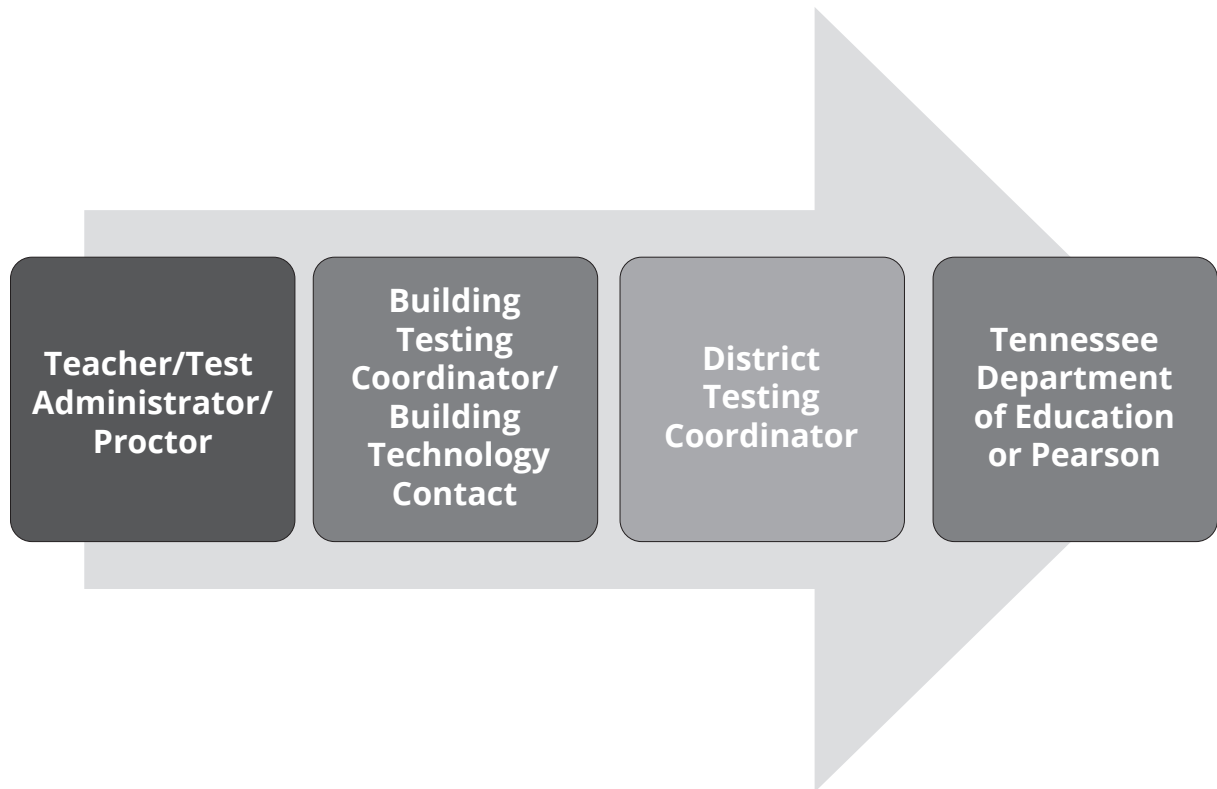 Teacher/Test
Administrator/
Proctor
Building
Testing
Coordinator/
Building
Technology
Contact
District
Testing
Coordinator
Tennessee
Department
of Education
or Pearson